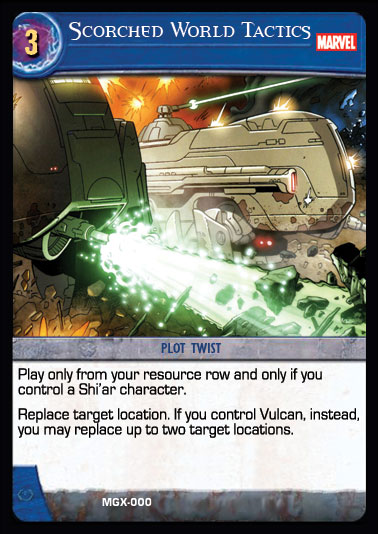 3
Scorched World Tactics
MARVEL
PLOT TWIST
Play only from your resource row and only if you
control a Shi'ar character.
Replace target location. If you control Vulcan, instead,
you may replace up to two target locations.
MGX-000